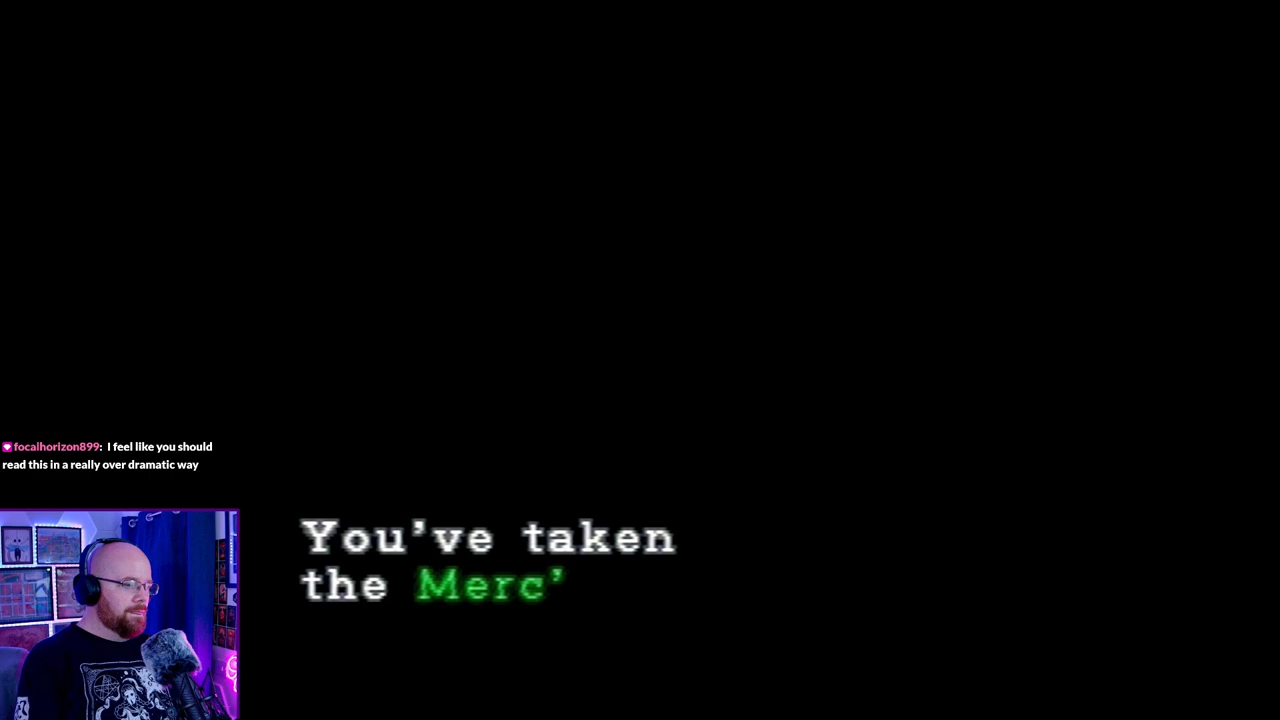 focalhorizon899: I feel like you should
read this in a really over dramatic way
You've taken
the Merc'